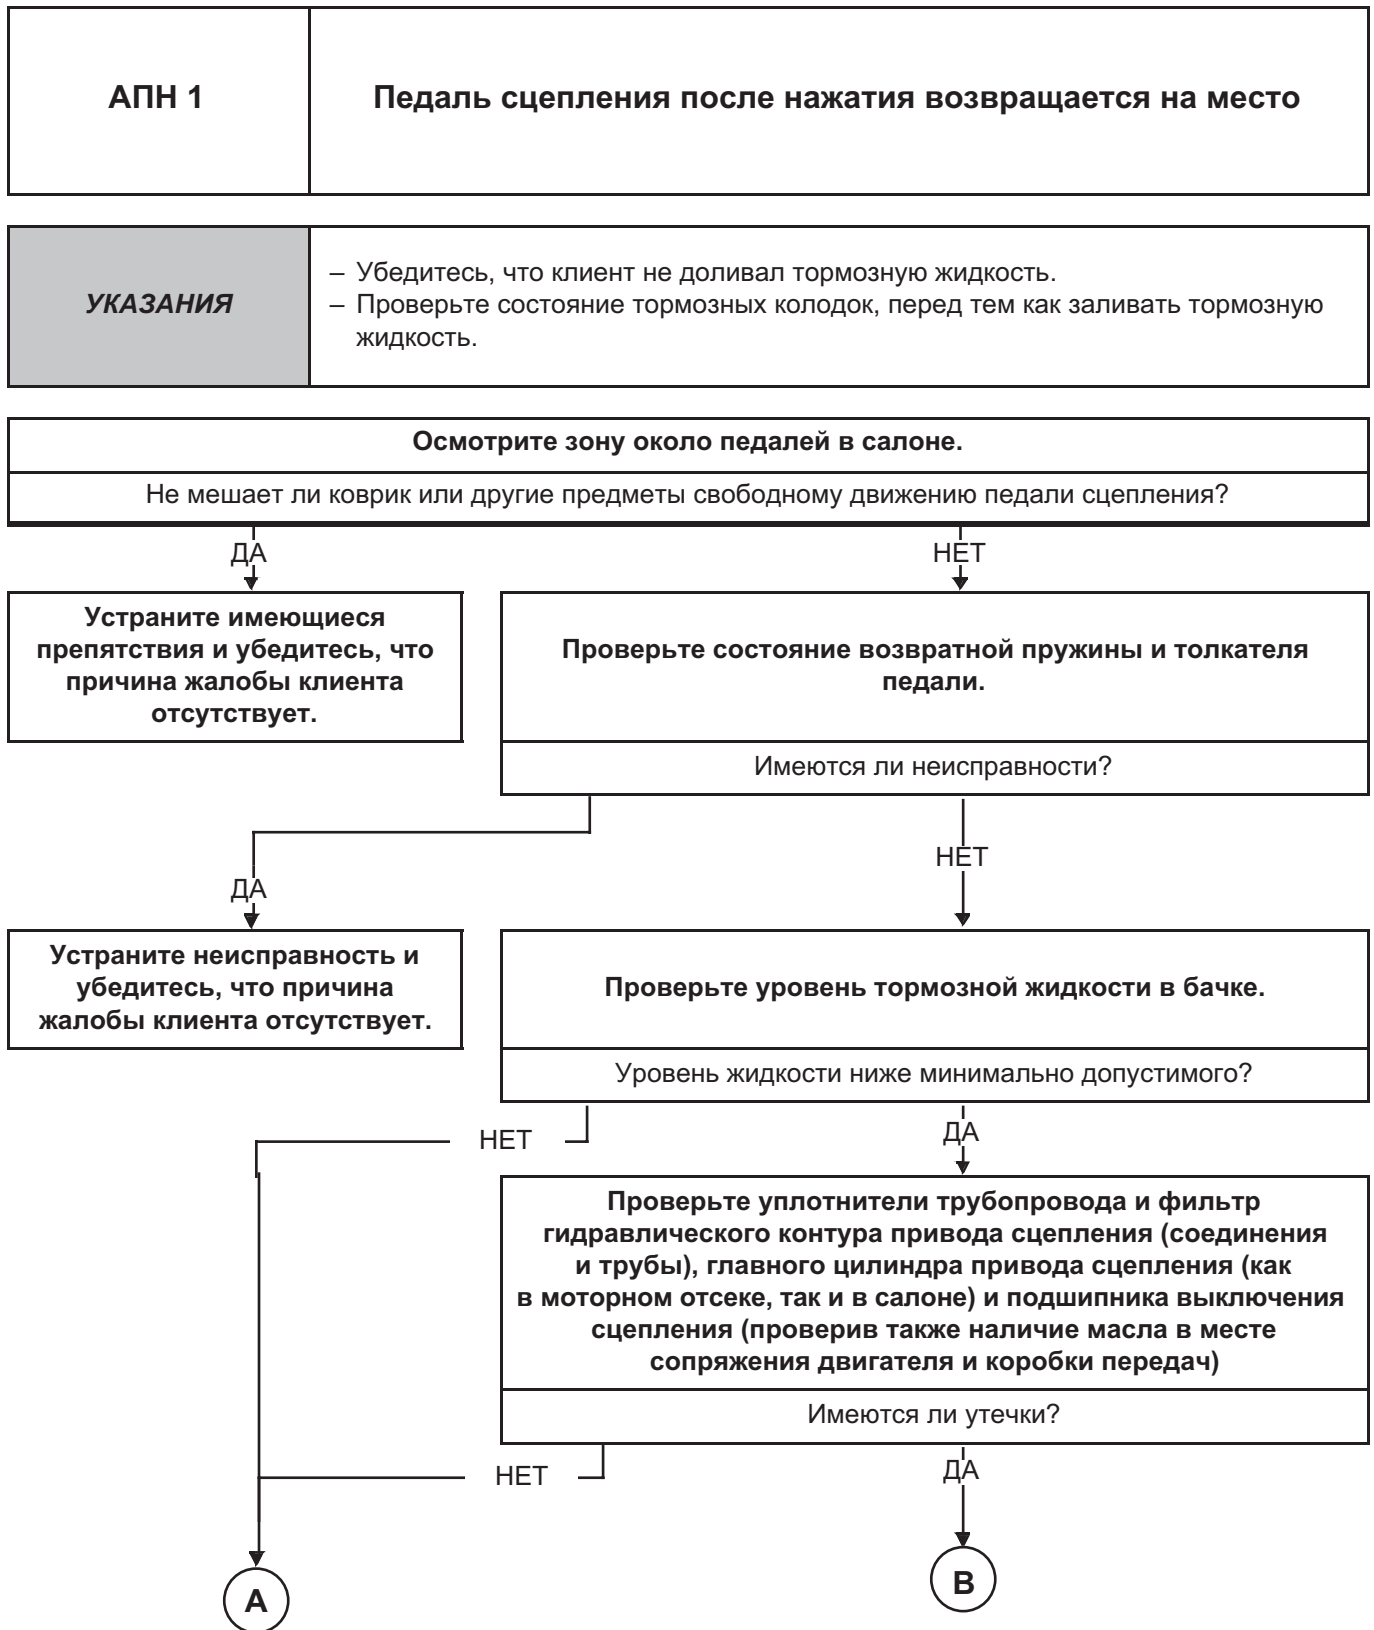 АПН 1
Педаль сцепления после нажатия возвращается на место
УКАЗАНИЯ
– Убедитесь, что клиент не доливал тормозную жидкость.
– Проверьте состояние тормозных колодок, перед тем как заливать тормозную
жидкость.
Осмотрите зону около педалей в салоне.
Не мешает ли коврик или другие предметы свободному движению педали сцепления?
ДА
НЕТ
Устраните имеющиеся
препятствия и убедитесь, что
причина жалобы клиента
отсутствует.
Проверьте состояние возвратной пружины и толкателя
педали.
Имеются ли неисправности?
ДА
НЕТ
Устраните неисправность и
убедитесь, что причина
жалобы клиента отсутствует.
Проверьте уровень тормозной жидкости в бачке.
Уровень жидкости ниже минимально допустимого?
НЕТ
ДА
Проверьте уплотнители трубопровода и фильтр
гидравлического контура привода сцепления (соединения
и трубы), главного цилиндра привода сцепления (как
в моторном отсеке, так и в салоне) и подшипника выключения
сцепления (проверив также наличие масла в месте
сопряжения двигателя и коробки передач)
Имеются ли утечки?
НЕТ
ДА
А
В